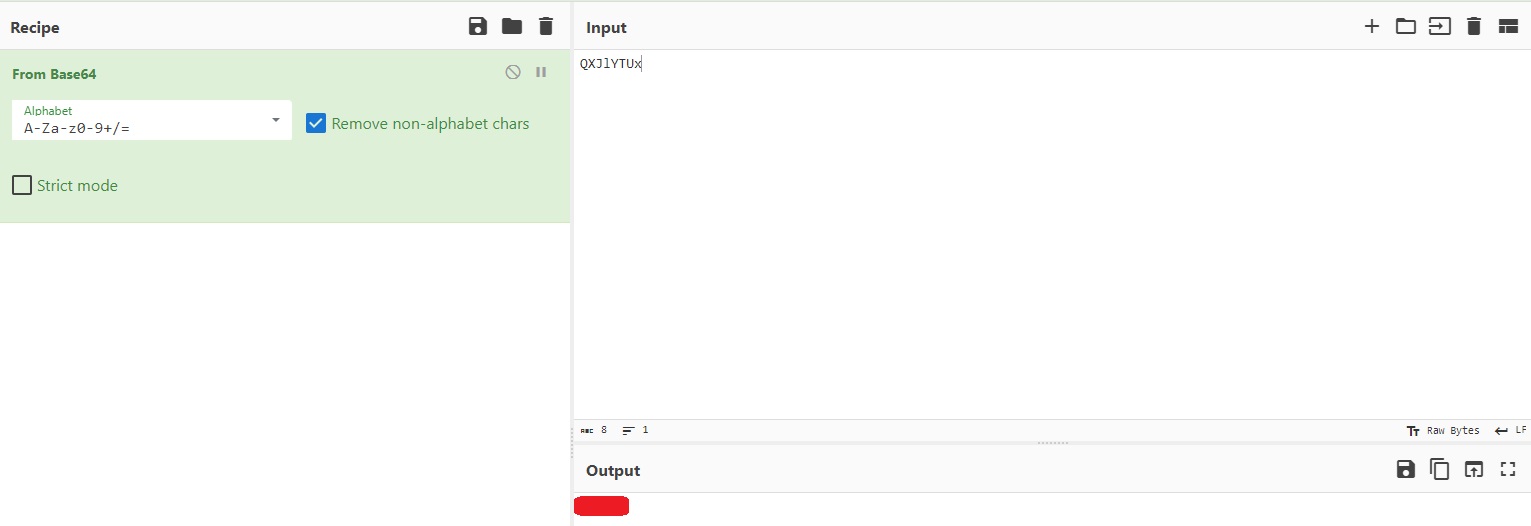 Recipe
Input
From Base64
QXJlYTUx
Alphabet
A-Za-z0-9+/=
Remove non-alphabet chars
Strict mode
REC 8 1
Raw Bytes LF
Output